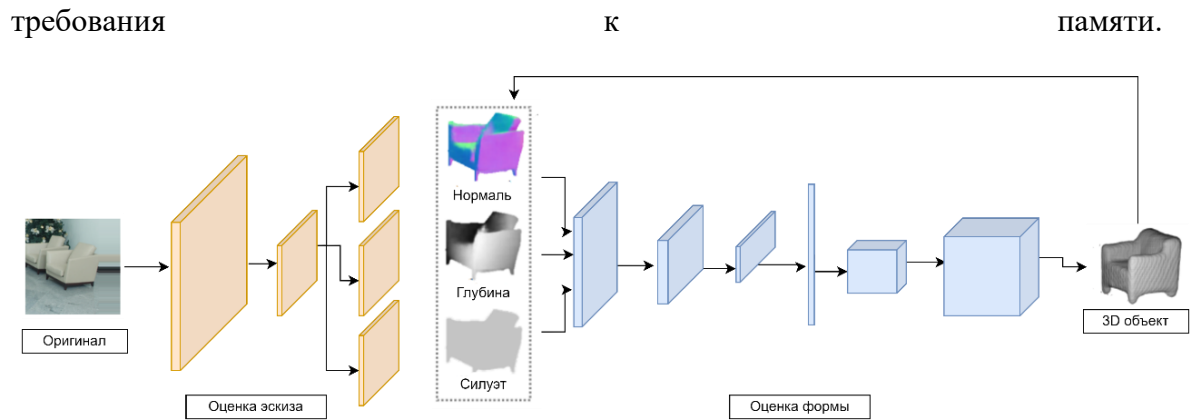 требования к памяти.
Нормаль
Глубина
Силуэт
Оригинал
3D объект
Оценка эскиза
Оценка формы